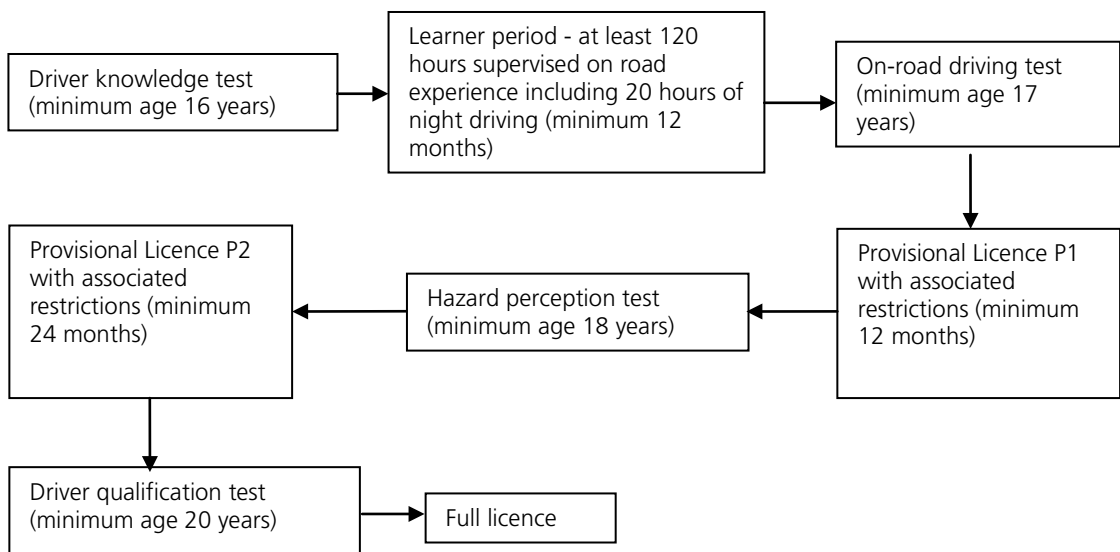 Driver knowledge test
(minimum age 16 years)
Learner period - at least 120
hours supervised on road
experience including 20 hours of
night driving (minimum 12
months)
On-road driving test
(minimum age 17
years)
Provisional Licence P1
with associated
restrictions (minimum
12 months)
Hazard perception test
(minimum age 18 years)
Provisional Licence P2
with associated
restrictions (minimum
24 months)
Driver qualification test
(minimum age 20 years)
Full licence